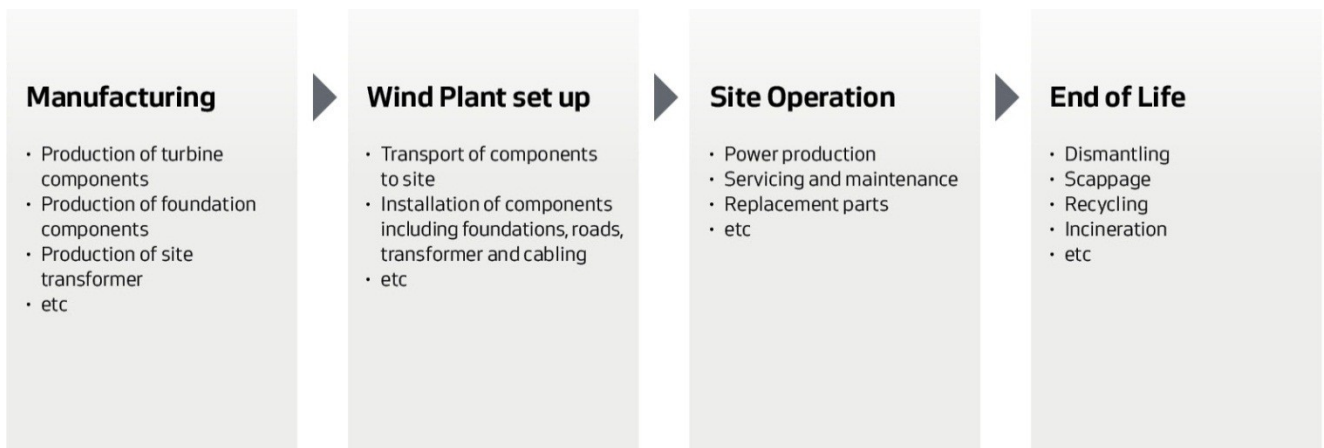 Manufacturing
• Production of turbine
components
• Production of foundation
components
• Production of site
transformer
• etc
Wind Plant set up
• Transport of components
to site
• Installation of components
including foundations, roads,
transformer and cabling
• etc
Site Operation
• Power production
• Servicing and maintenance
• Replacement parts
• etc
End of Life
• Dismantling
• Scappage
• Recycling
• Incineration
• etc